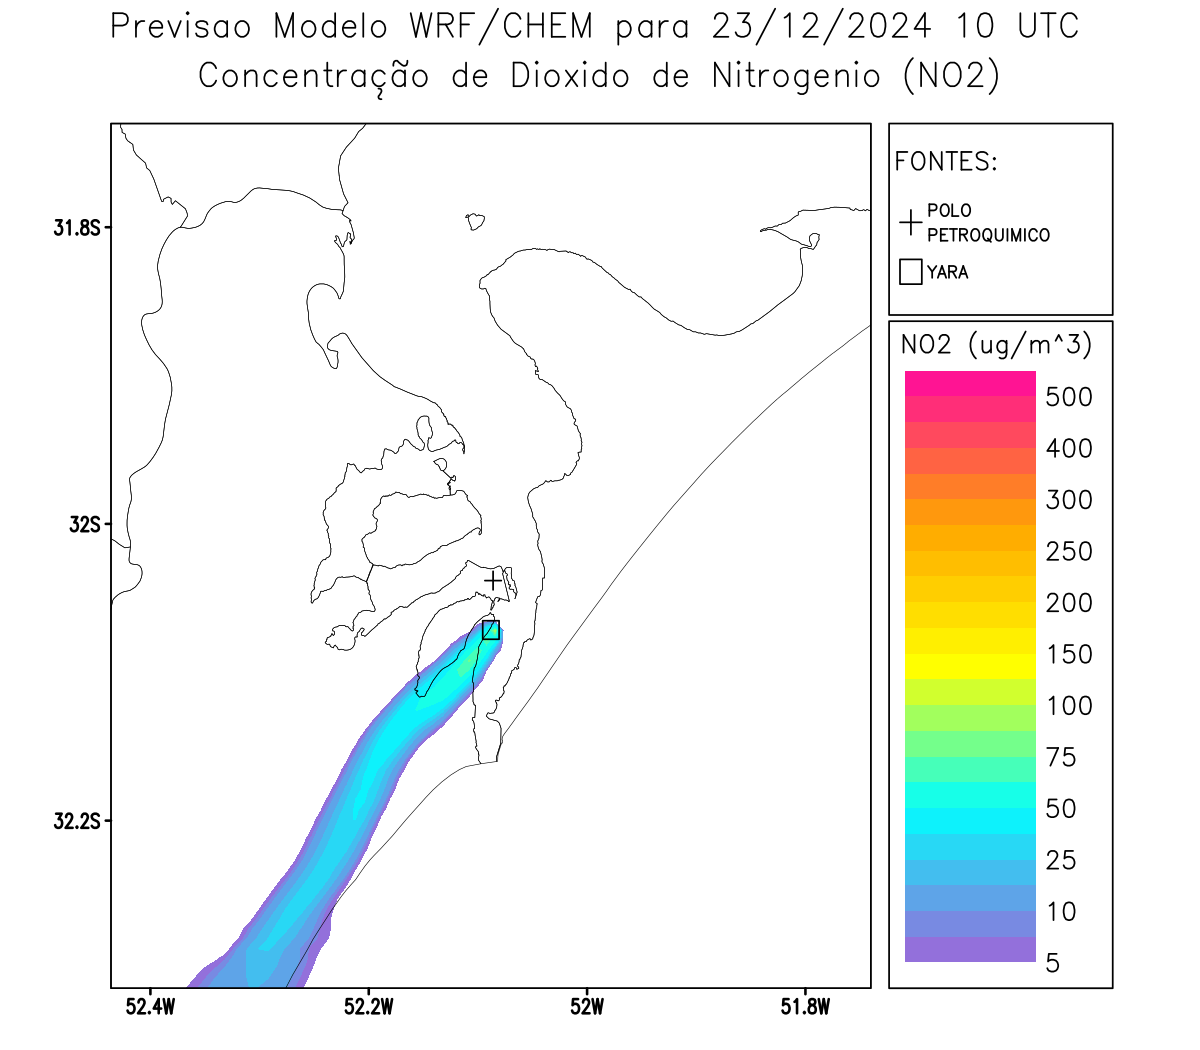 Previsao Modelo WRF/CHEM para 23/12/2024 10 UTC
Concentração de Dioxido de Nitrogenio (NO2)
FONTES:
POLO
PETROQUIMICO
YARA
NO2 (ug/m^3)
500
400
300
250
200
150
100
75
50
25
10
5
31.8S
32S
32.2S
52.4W 52.2W 52W 51.8W